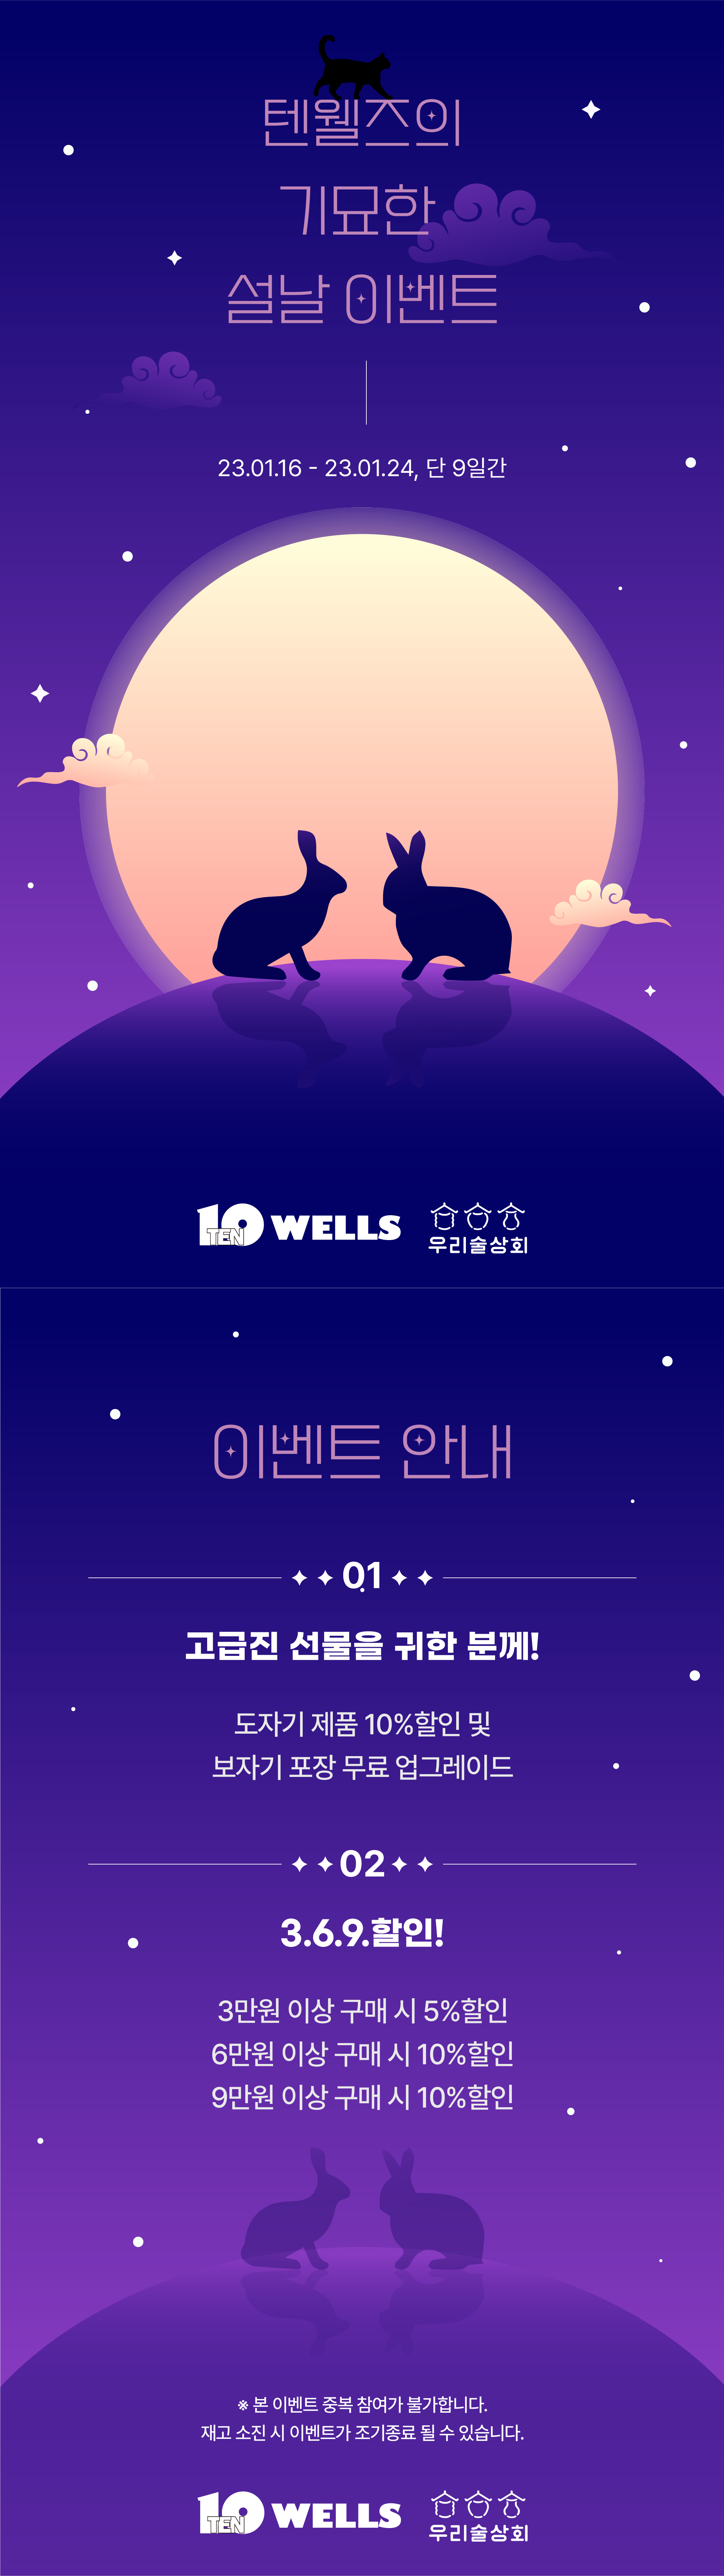 텐웰즈의
기묘한
설날 이벤트
23.01.16 - 23.01.24, 단 9일간
10 TEN WELLS 우리술상회
이벤트 안내
01
고급진 선물을 귀한 분께!
도자기 제품 10%할인 및
보자기 포장 무료 업그레이드
02
3.6.9.할인!
3만원 이상 구매 시 5%할인
6만원 이상 구매 시 10%할인
9만원 이상 구매 시 10%할인
※ 본 이벤트 중복 참여가 불가합니다.
재고 소진 시 이벤트가 조기종료 될 수 있습니다.
10 TEN WELLS 우리술상회